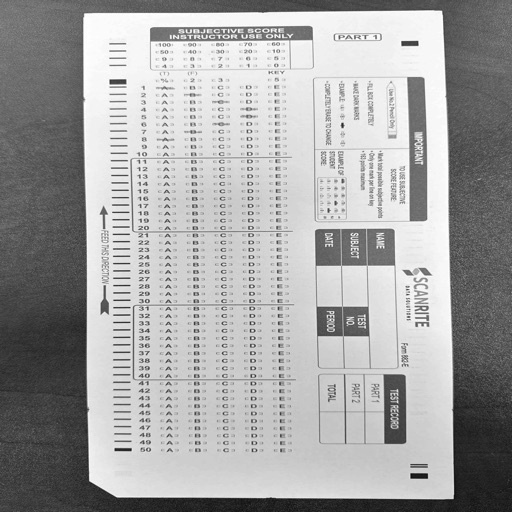 SUBJECTIVE SCORE
INSTRUCTOR USE ONLY
100 90 80 70 60
50 40 30 20 10
9 8 7 6 5
4 3 2 1 0
(T) (F) KEY
% 2 3 5
1
2 A B C D E
3 A B C D E
4 A B C D E
5 A B C D E
6 A B C D E
7 A B C D E
8 A B C D E
9 A B C D E
10 A B C D E
11 A B C D E
12 A B C D E
13 A B C D E
14 A B C D E
15 A B C D E
16 A B C D E
17 A B C D E
18 A B C D E
19 A B C D E
20 A B C D E
21 A B C D E
22 A B C D E
23 A B C D E
24 A B C D E
25 A B C D E
26 A B C D E
27 A B C D E
28 A B C D E
29 A B C D E
30 A B C D E
31 A B C D E
32 A B C D E
33 A B C D E
34 A B C D E
35 A B C D E
36 A B C D E
37 A B C D E
38 A B C D E
39 A B C D E
40 A B C D E
41 A B C D E
42 A B C D E
43 A B C D E
44 A B C D E
45 A B C D E
46 A B C D E
47 A B C D E
48 A B C D E
49 A B C D E
50 A B C D E
FEED THIS DIRECTION
PART 1
IMPORTANT
Use No. 2 Pencil Only
• FILL BOX COMPLETELY
• MAKE DARK MARKS
• EXAMPLE:
• COMPLETELY ERASE TO CHANGE
TO USE SUBJECTIVE
SCORE FEATURE:
• Mark total possible subjective points
• Only one mark per line on key
• 163 points maximum
EXAMPLE OF
STUDENT
SCORE:
SCANRITE
DATA SOLUTIONS
Form 882-E
NAME
SUBJECT
TEST NO.
DATE
PERIOD
TEST RECORD
PART 1
PART 2
TOTAL